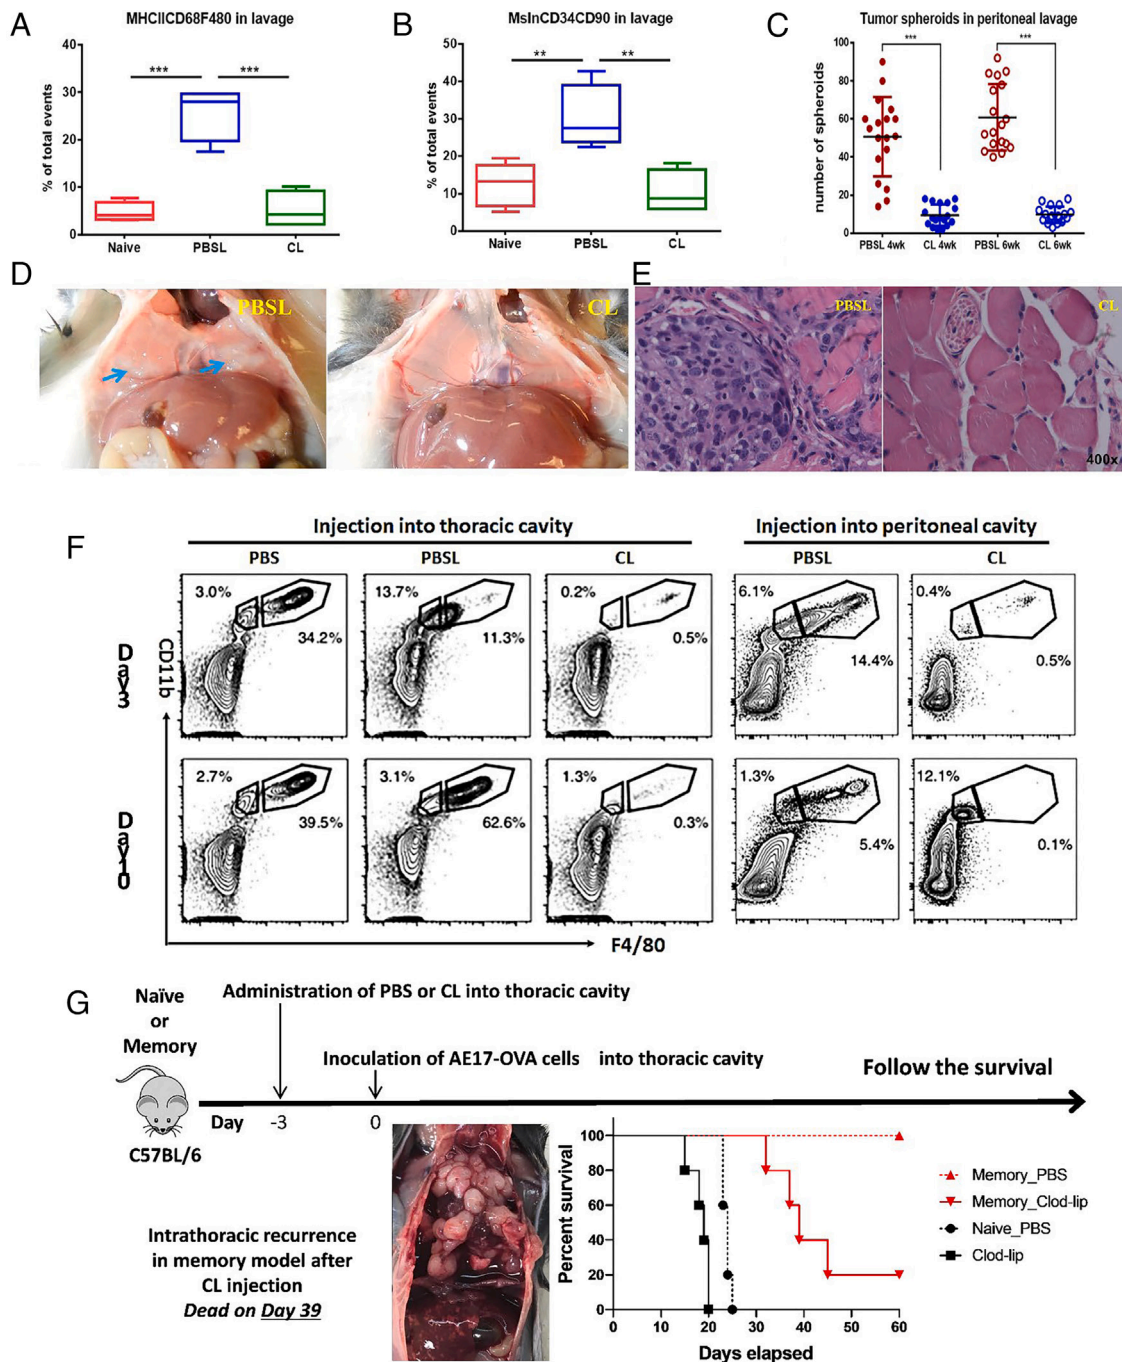 A
MHCIICD68F480 in lavage
% of total events
40
30
20
10
0
***
***
Naive
PBSL
CL
B
MsInCD34CD90 in lavage
% of total events
50
40
30
20
10
0
**
**
Naive
PBSL
CL
C
Tumor spheroids in peritoneal lavage
number of spheroids
100
80
60
40
20
0
***
***
PBSL 4wk
CL 4wk
PBSL 6wk
CL 6wk
D
PBSL
CL
E
PBSL
CL
400x
F
Injection into thoracic cavity
Injection into peritoneal cavity
PBS
PBSL
CL
PBSL
CL
Day3
3.0%
34.2%
13.7%
11.3%
0.2%
0.5%
6.1%
14.4%
0.4%
0.5%
CD11b
Day10
2.7%
39.5%
3.1%
62.6%
1.3%
0.3%
1.3%
5.4%
12.1%
0.1%
F4/80
G
Naïve
or
Memory
C57BL/6
Administration of PBS or CL into thoracic cavity
Inoculation of AE17-OVA cells into thoracic cavity
Follow the survival
Day
-3
0
Intrathoracic recurrence
in memory model after
CL injection
Dead on Day 39
Percent survival
100
80
60
40
20
0
0
10
20
30
40
50
60
Days elapsed
Memory_PBS
Memory_Clod-lip
Naive_PBS
Clod-lip